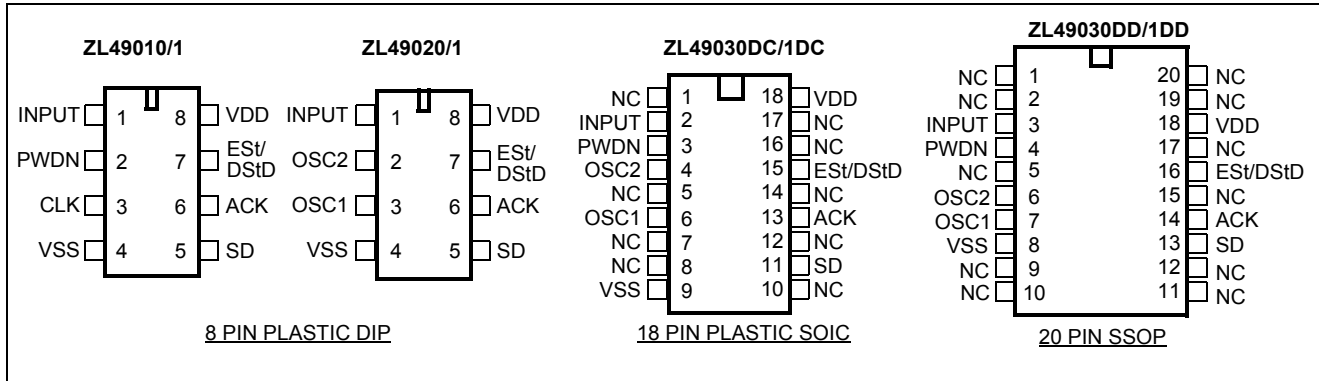 ZL49010/1
INPUT 1 8 VDD
PWDN 2 7 ESt/
DStD
CLK 3 6 ACK
VSS 4 5 SD
ZL49020/1
INPUT 1 8 VDD
OSC2 2 7 ESt/
DStD
OSC1 3 6 ACK
VSS 4 5 SD
8 PIN PLASTIC DIP
ZL49030DC/1DC
NC 1 18 VDD
INPUT 2 17 NC
PWDN 3 16 NC
OSC2 4 15 ESt/DStD
NC 5 14 NC
OSC1 6 13 ACK
NC 7 12 NC
NC 8 11 SD
VSS 9 10 NC
18 PIN PLASTIC SOIC
ZL49030DD/1DD
NC 1 20 NC
NC 2 19 NC
INPUT 3 18 VDD
PWDN 4 17 NC
NC 5 16 ESt/DStD
OSC2 6 15 NC
OSC1 7 14 ACK
VSS 8 13 SD
NC 9 12 NC
NC 10 11 NC
20 PIN SSOP